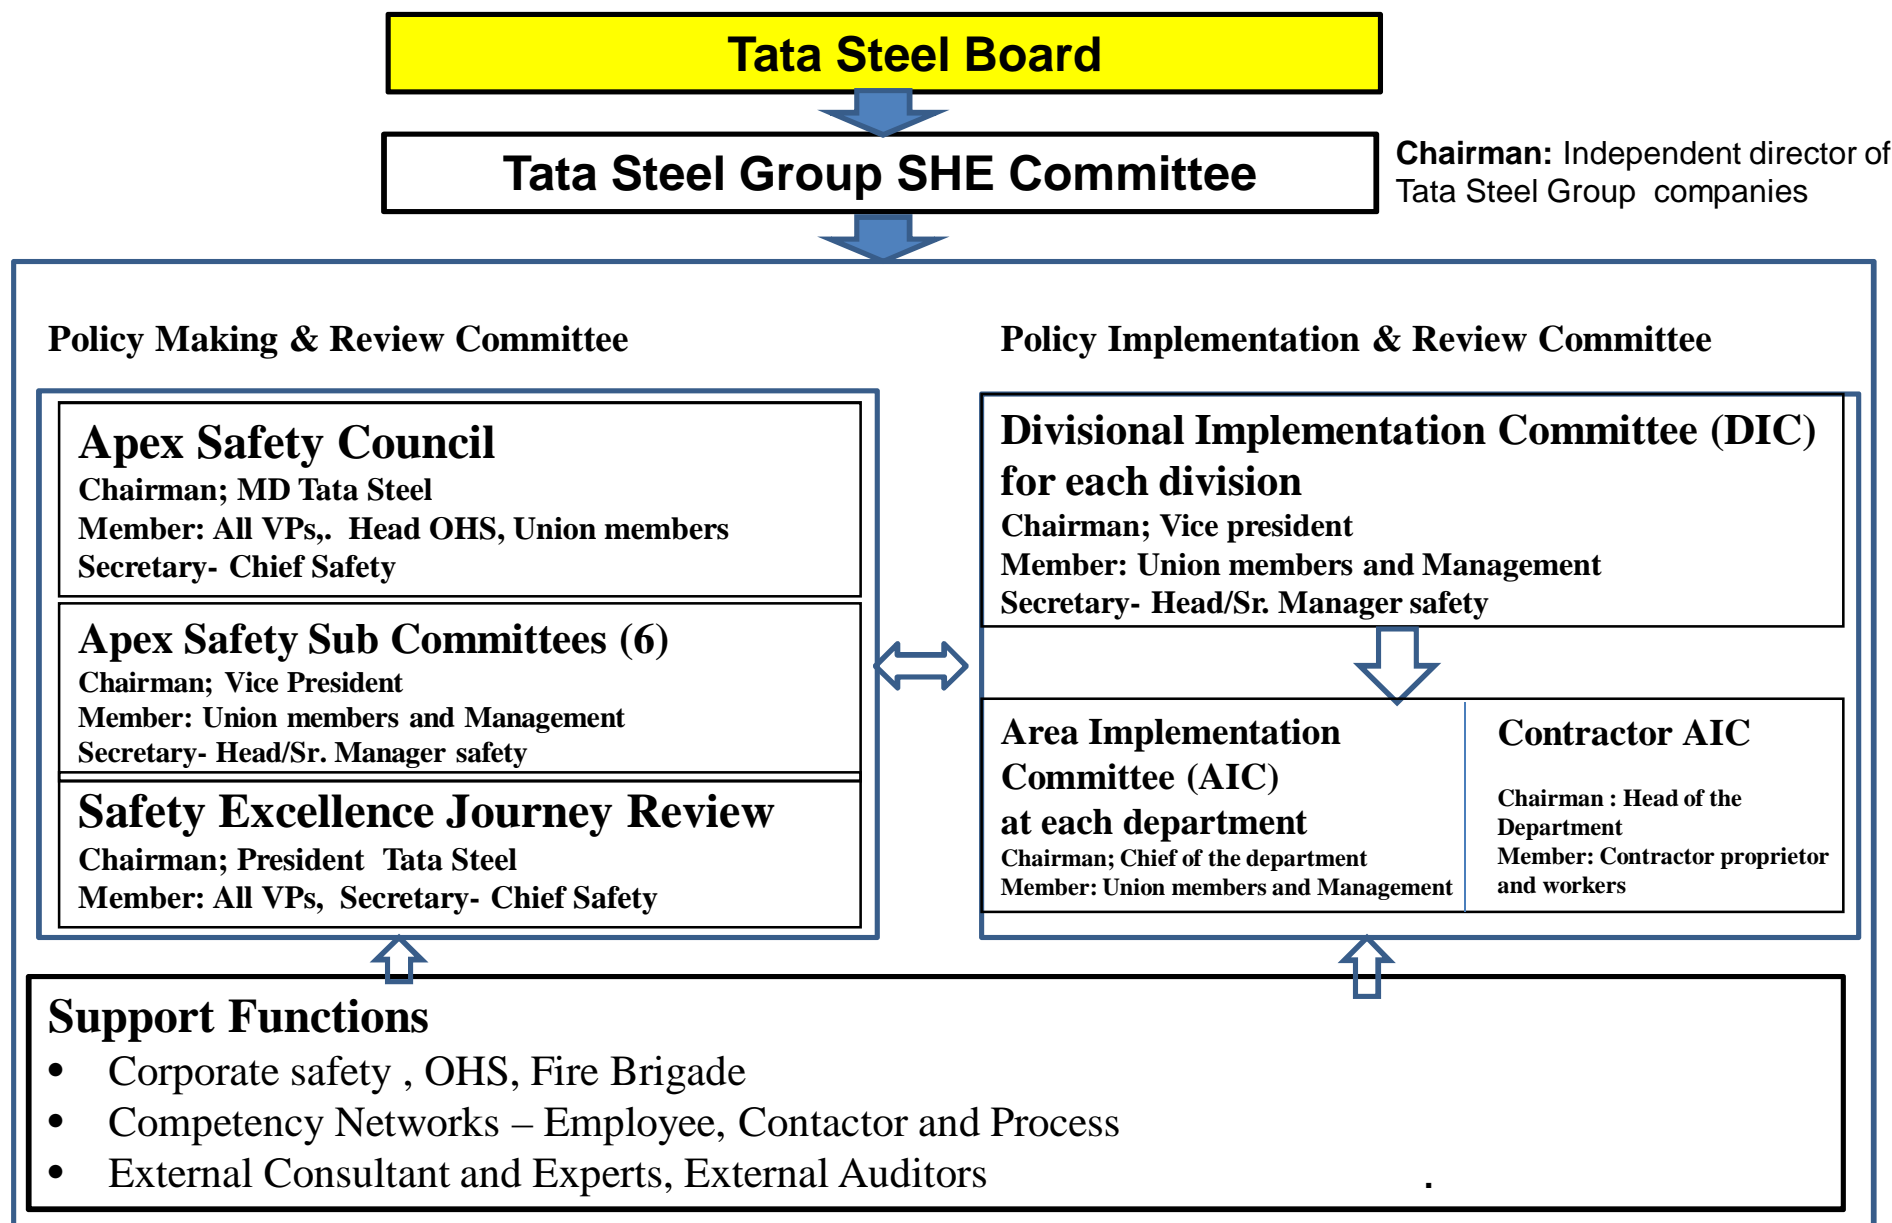 Tata Steel Board
Tata Steel Group SHE Committee
Chairman: Independent director of
Tata Steel Group companies
Policy Making & Review Committee
Apex Safety Council
Chairman; MD Tata Steel
Member: All VPs,. Head OHS, Union members
Secretary- Chief Safety
Apex Safety Sub Committees (6)
Chairman; Vice President
Member: Union members and Management
Secretary- Head/Sr. Manager safety
Safety Excellence Journey Review
Chairman; President Tata Steel
Member: All VPs, Secretary- Chief Safety
Policy Implementation & Review Committee
Divisional Implementation Committee (DIC)
for each division
Chairman; Vice president
Member: Union members and Management
Secretary- Head/Sr. Manager safety
Area Implementation
Committee (AIC)
at each department
Chairman; Chief of the department
Member: Union members and Management
Contractor AIC
Chairman : Head of the
Department
Member: Contractor proprietor
and workers
Support Functions
• Corporate safety , OHS, Fire Brigade
• Competency Networks – Employee, Contactor and Process
• External Consultant and Experts, External Auditors .